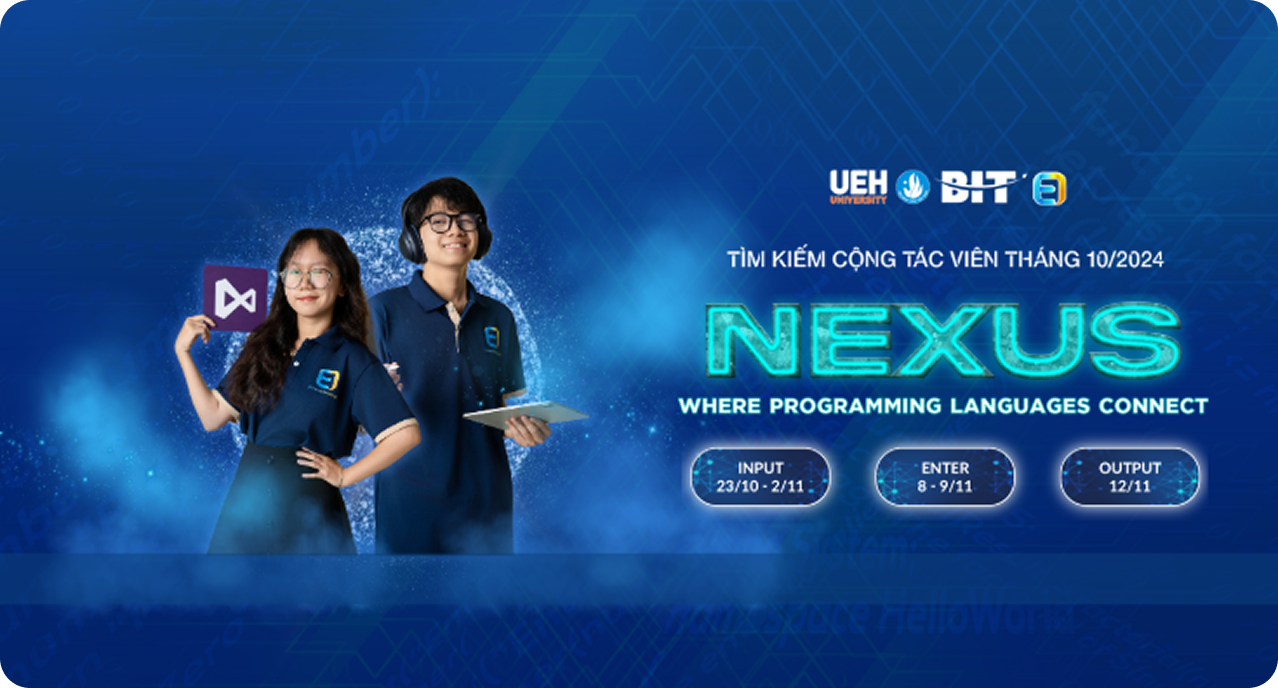 UEH
UNIVERSITY
BIT
TÌM KIẾM CỘNG TÁC VIÊN THÁNG 10/2024
NEXUS
WHERE PROGRAMMING LANGUAGES CONNECT
INPUT
23/10 - 2/11
ENTER
8 - 9/11
OUTPUT
12/11
HelloWorld